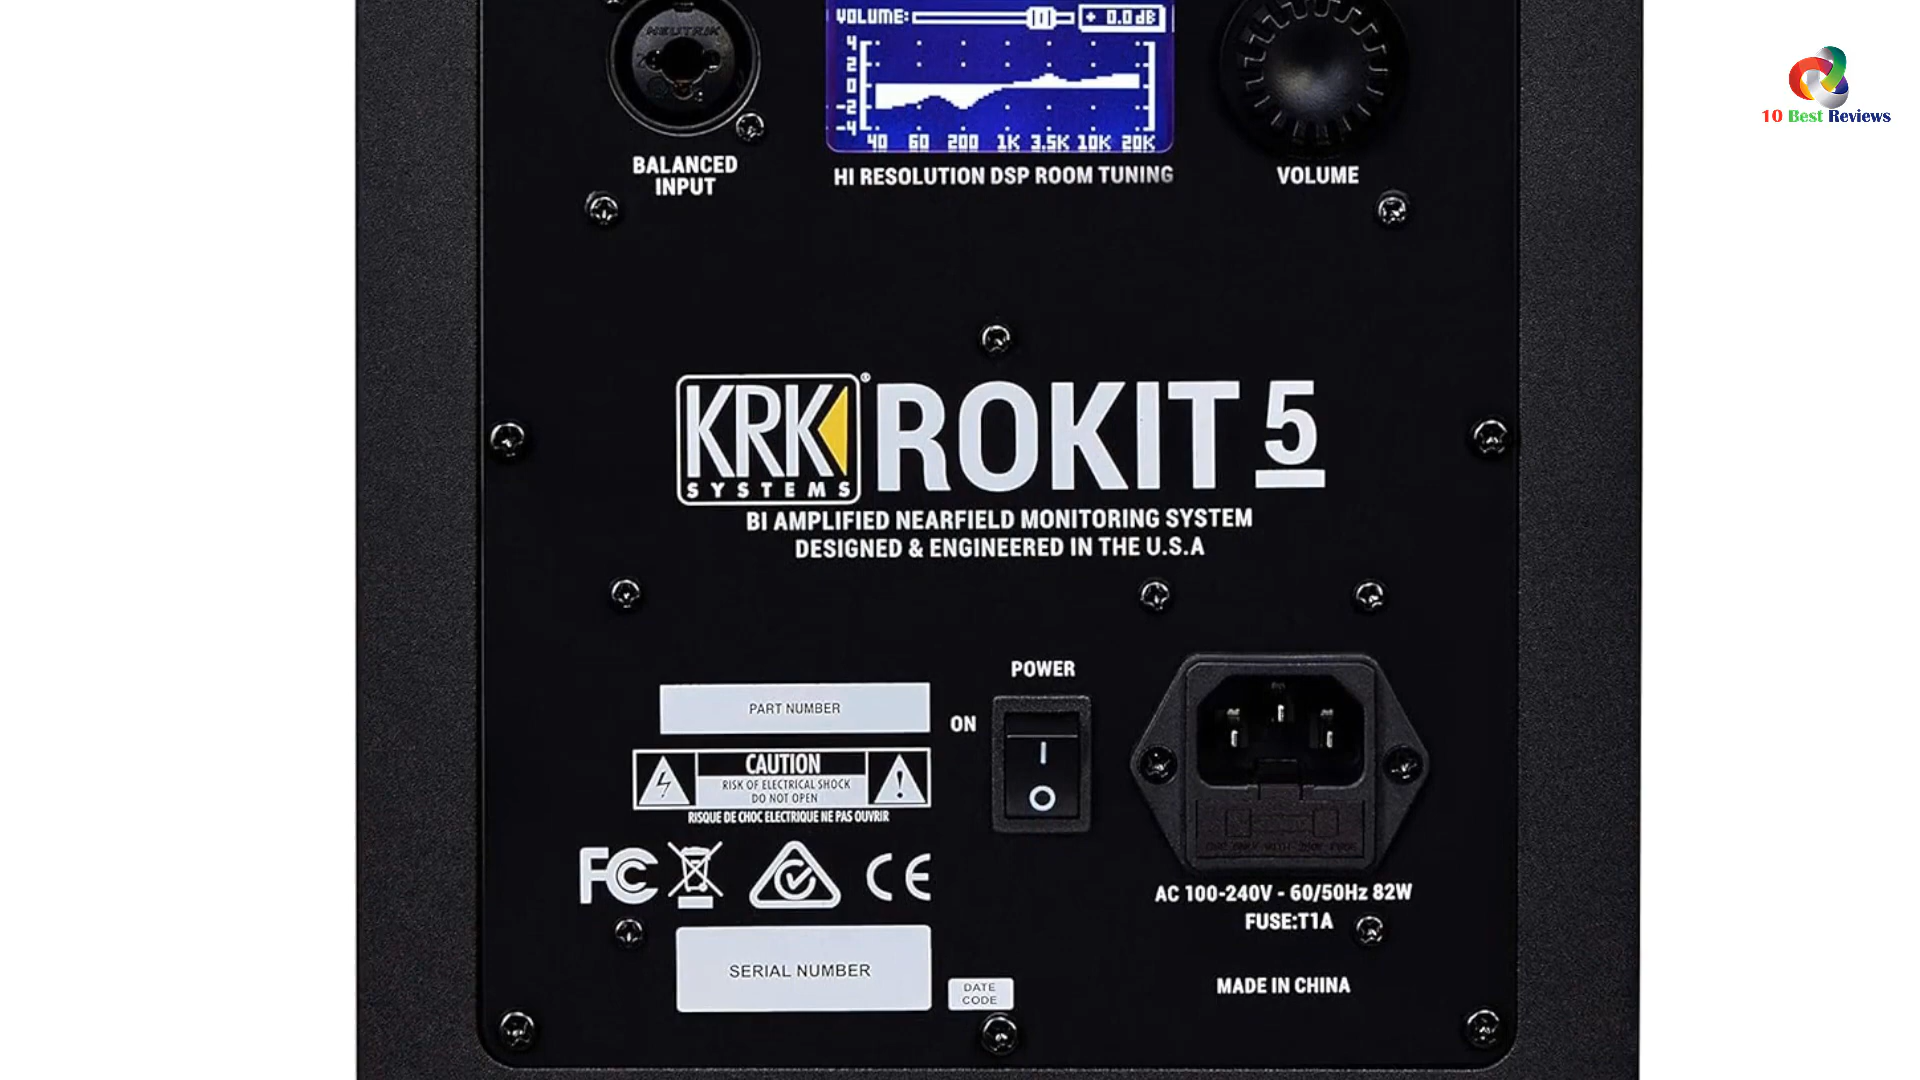 NEUTRIK
VOLUME: + 0.0 dB
4
2
0
-2
-4
40 60 200 1K 3.5K 10K 20K
BALANCED
INPUT
HI RESOLUTION DSP ROOM TUNING
VOLUME
10 Best Reviews
KRK® ROKIT 5
SYSTEMS
BI AMPLIFIED NEARFIELD MONITORING SYSTEM
DESIGNED & ENGINEERED IN THE U.S.A
POWER
PART NUMBER
ON
I
O
CAUTION
RISK OF ELECTRICAL SHOCK
DO NOT OPEN
RISQUE DE CHOC ELECTRIQUE NE PAS OUVRIR
FC CE
AC 100-240V - 60/50Hz 82W
FUSE:T1A
SERIAL NUMBER
DATE
CODE
MADE IN CHINA